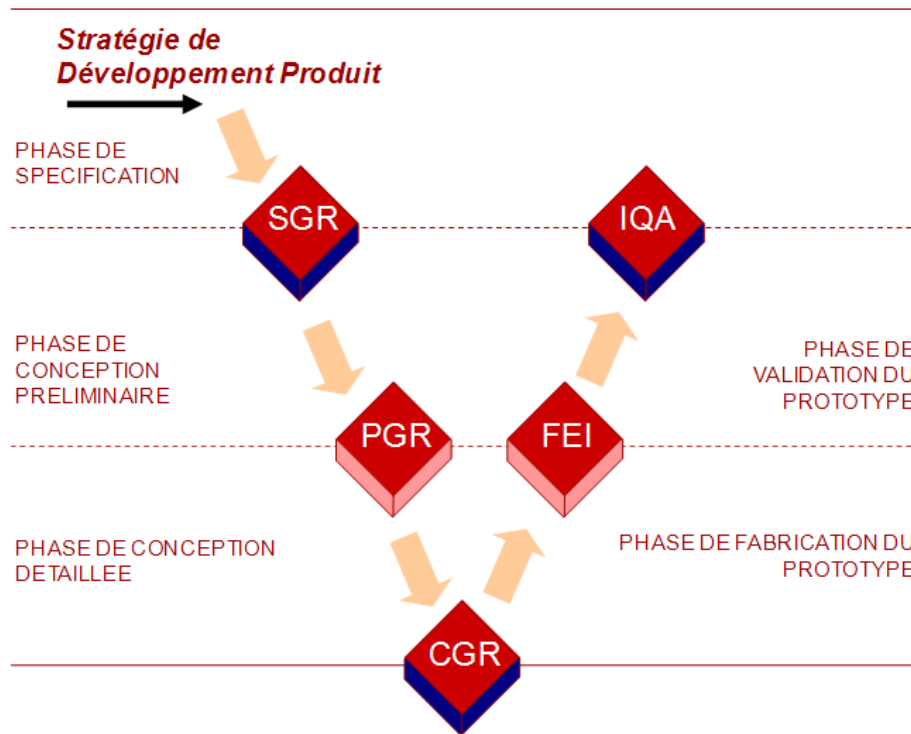 Stratégie de
Développement Produit
PHASE DE
SPECIFICATION
SGR
IQA
PHASE DE
CONCEPTION
PRELIMINAIRE
PHASE DE
VALIDATION DU
PROTOTYPE
PGR
FEI
PHASE DE CONCEPTION
DETAILLEE
PHASE DE FABRICATION DU
PROTOTYPE
CGR